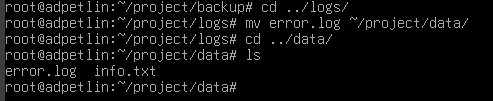 root@adpetlin:~/project/backup# cd ../logs/
root@adpetlin:~/project/logs# mv error.log ~/project/data/
root@adpetlin:~/project/logs# cd ../data/
root@adpetlin:~/project/data# ls
error.log  info.txt
root@adpetlin:~/project/data#